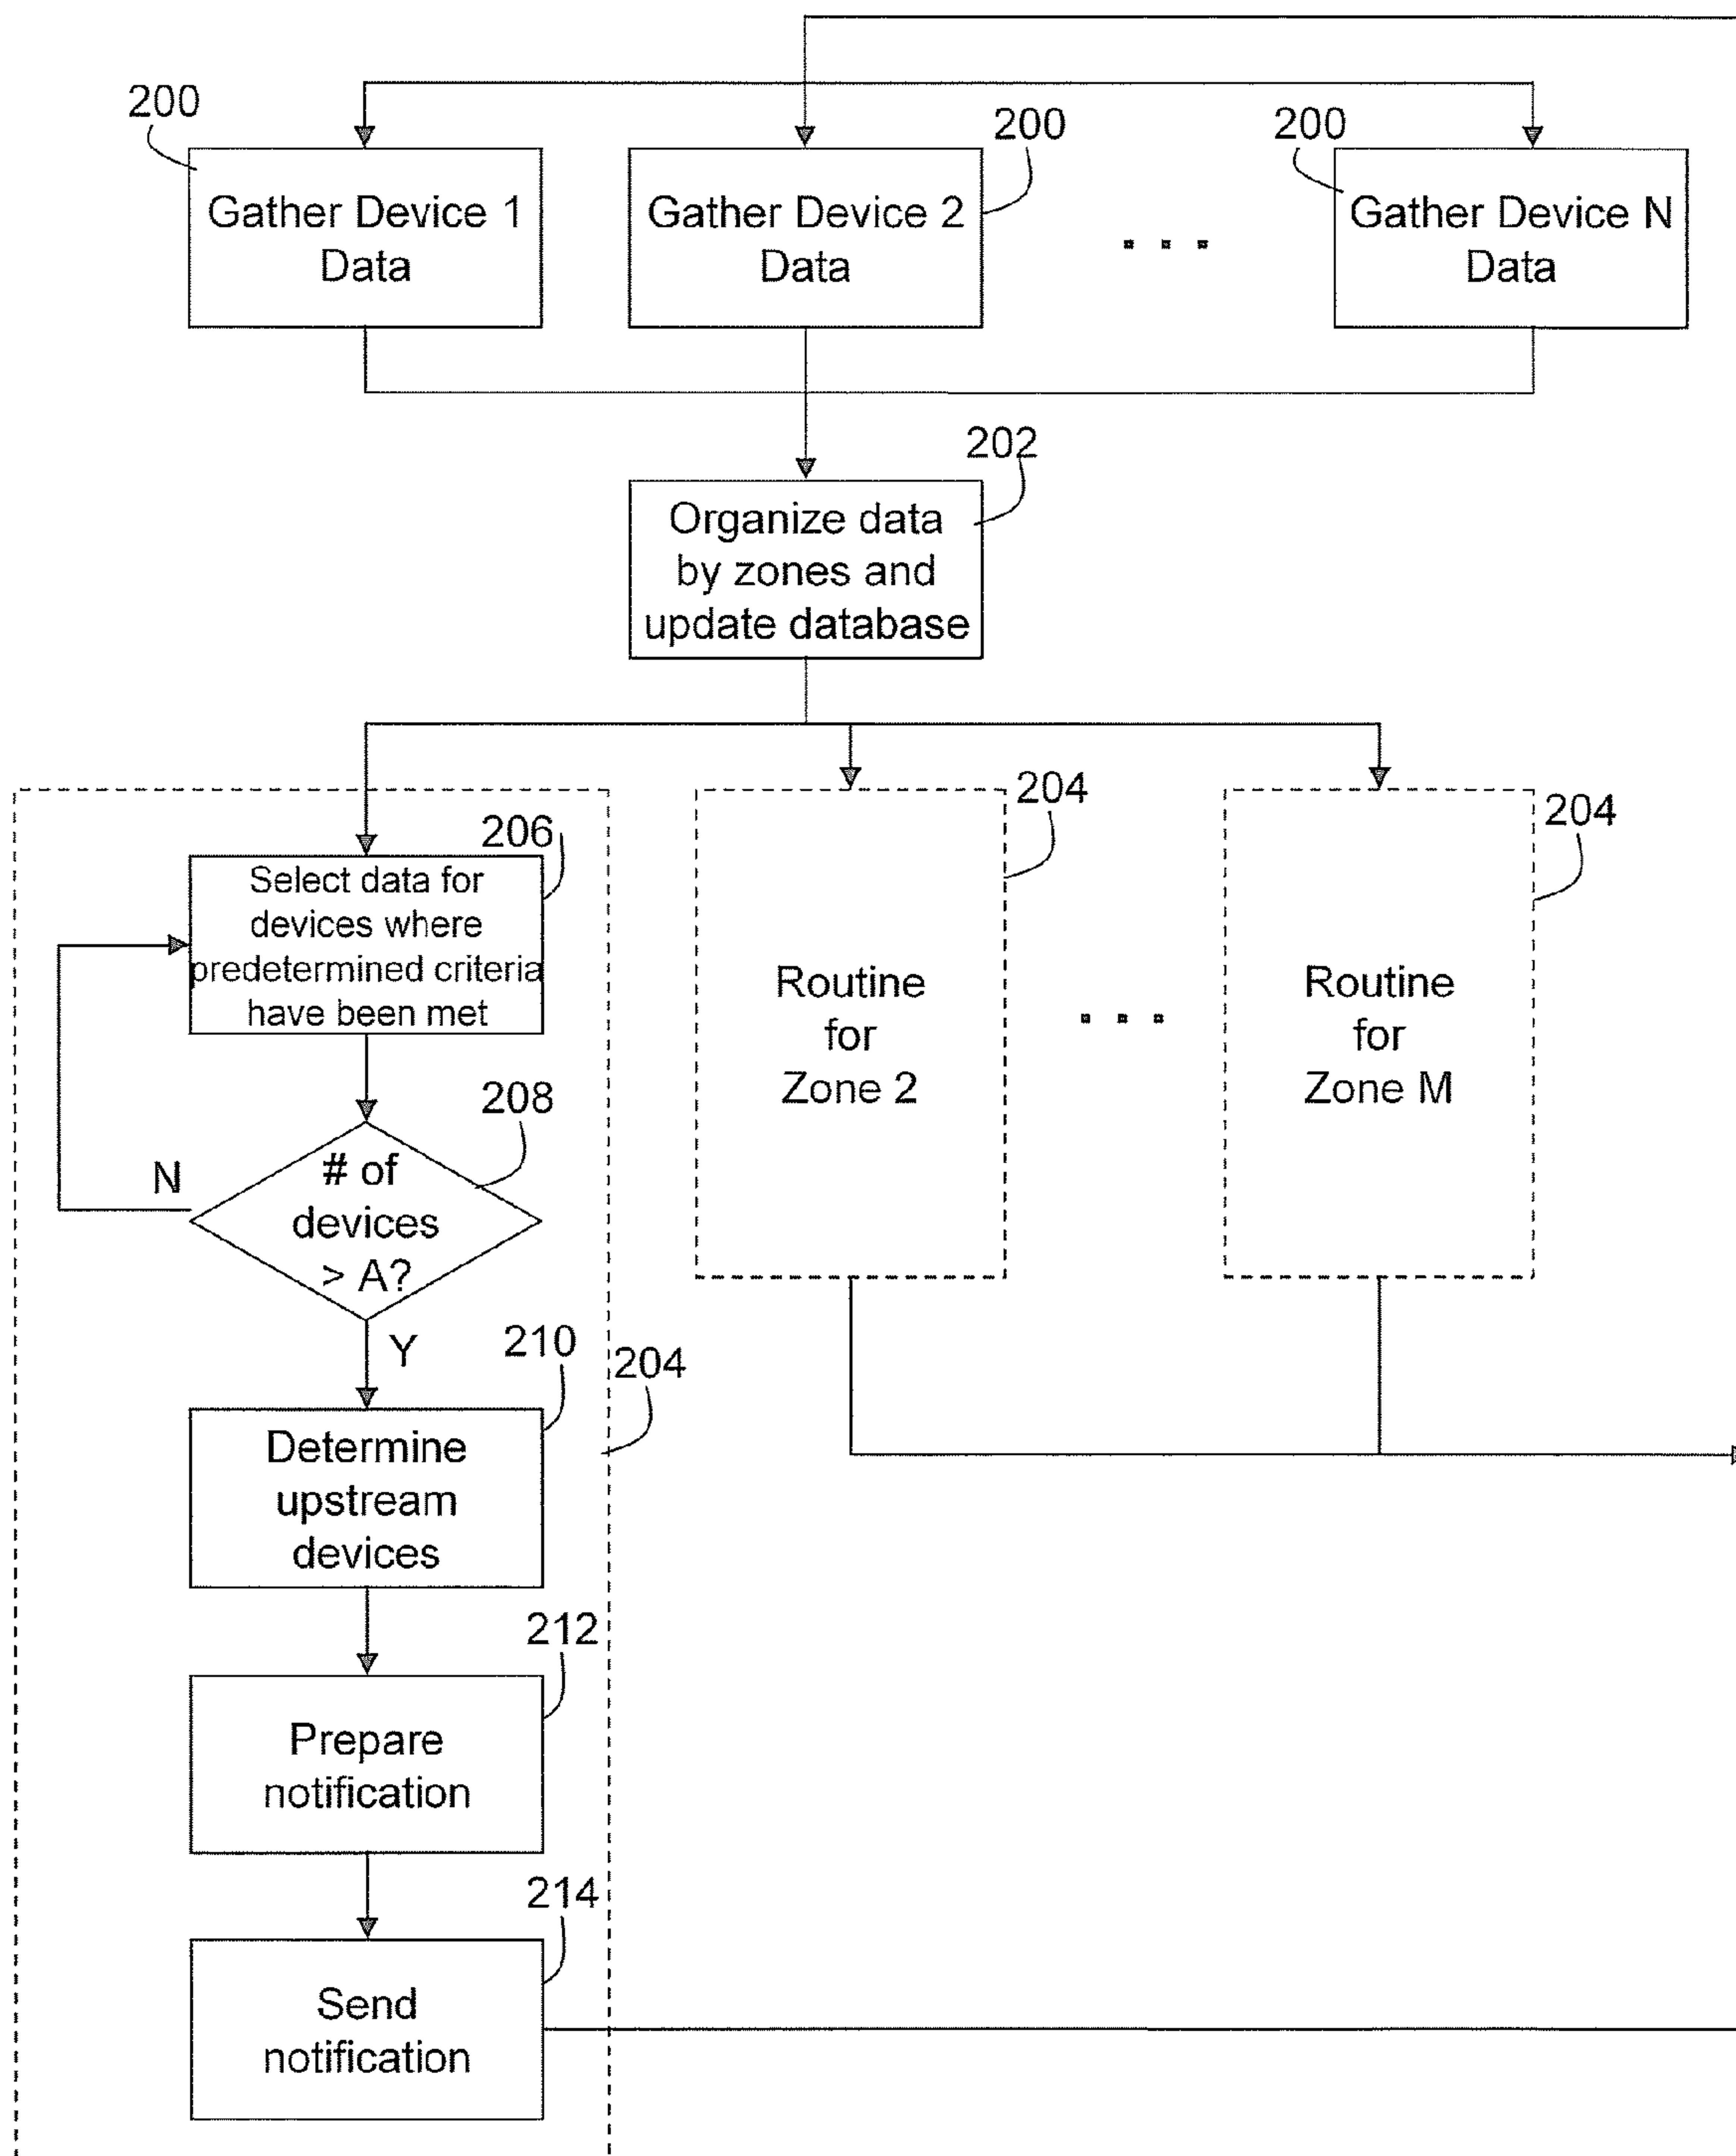 200
200
200
Gather Device 1
Data
Gather Device 2
Data
. . .
Gather Device N
Data
202
Organize data
by zones and
update database
204
204
206
Select data for
devices where
predetermined criteria
have been met
Routine
for
Zone 2
. . .
Routine
for
Zone M
208
# of
devices
> A?
N
Y
210
204
Determine
upstream
devices
212
Prepare
notification
214
Send
notification